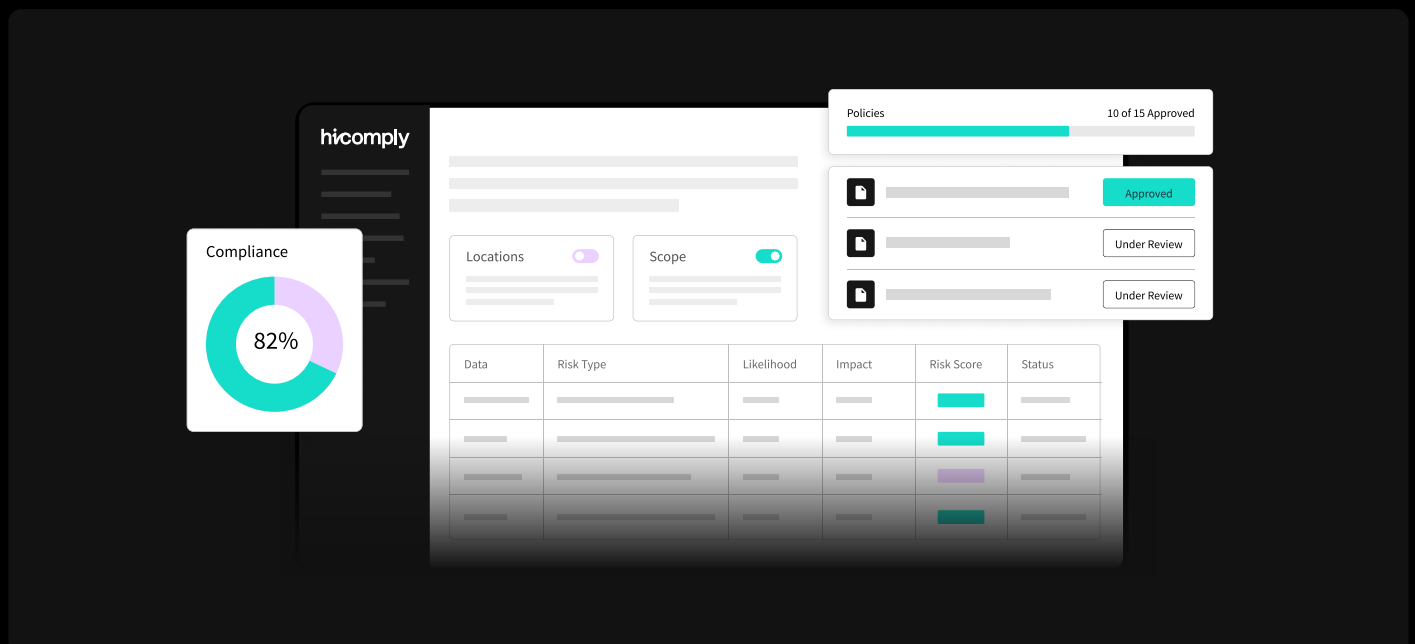 hicomply
Policies
10 of 15 Approved
Approved
Under Review
Under Review
Compliance
82%
Locations
Scope
Data
Risk Type
Likelihood
Impact
Risk Score
Status